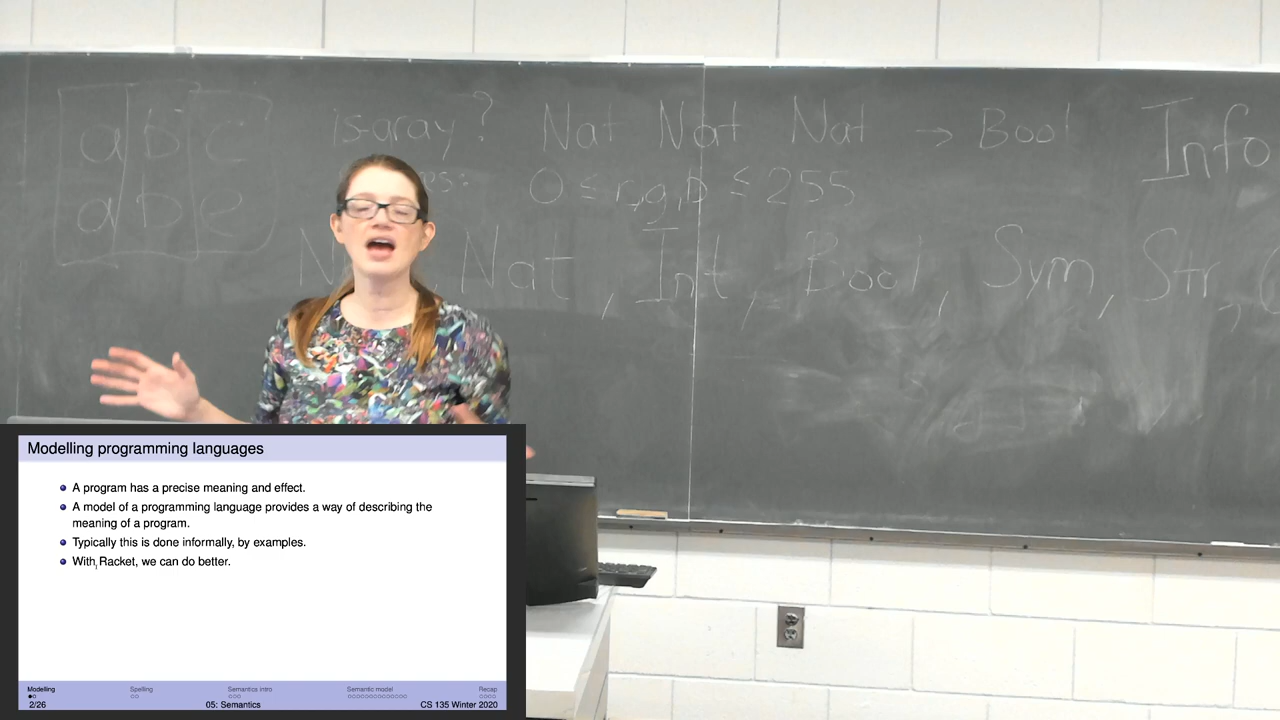 a b c
a b e
is-gray? Nat Nat Nat → Bool
0 ≤ r,g,b ≤ 255
Nat, Int, Bool, Sym, Str,
Info
Modelling programming languages
A program has a precise meaning and effect.
A model of a programming language provides a way of describing the
meaning of a program.
Typically this is done informally, by examples.
With Racket, we can do better.
Modelling Spelling Semantics intro Semantic model Recap
2/26 05: Semantics CS 135 Winter 2020